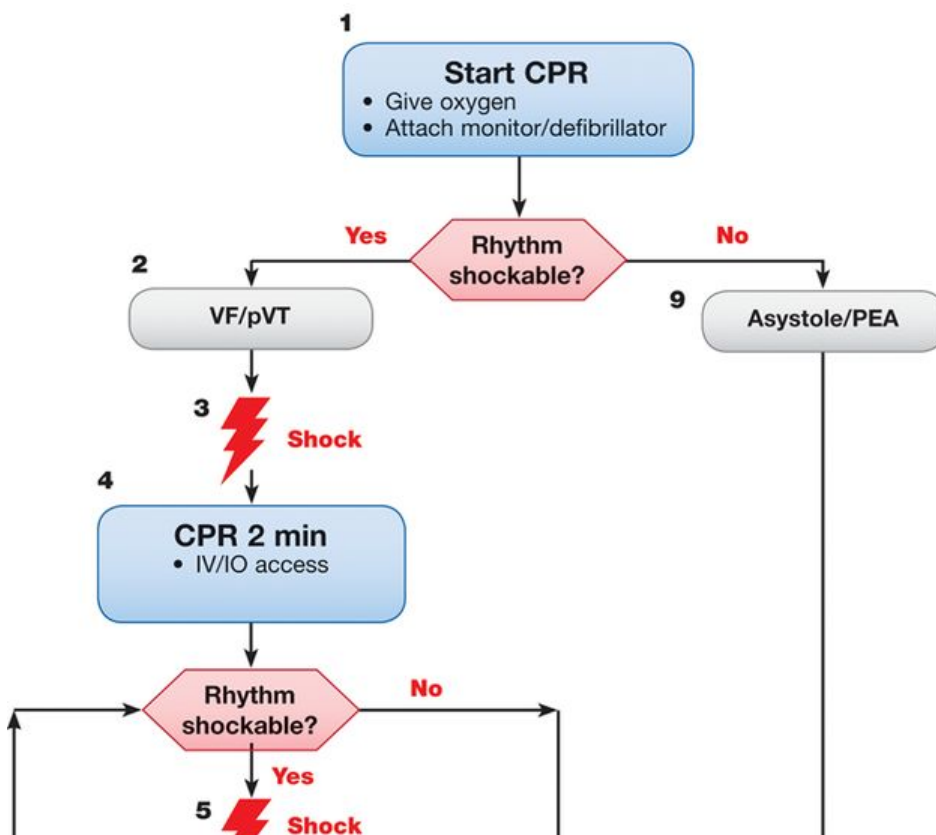 1
Start CPR
• Give oxygen
• Attach monitor/defibrillator
Rhythm
shockable?
Yes
No
2
VF/pVT
9
Asystole/PEA
3
Shock
4
CPR 2 min
• IV/IO access
Rhythm
shockable?
No
Yes
5
Shock